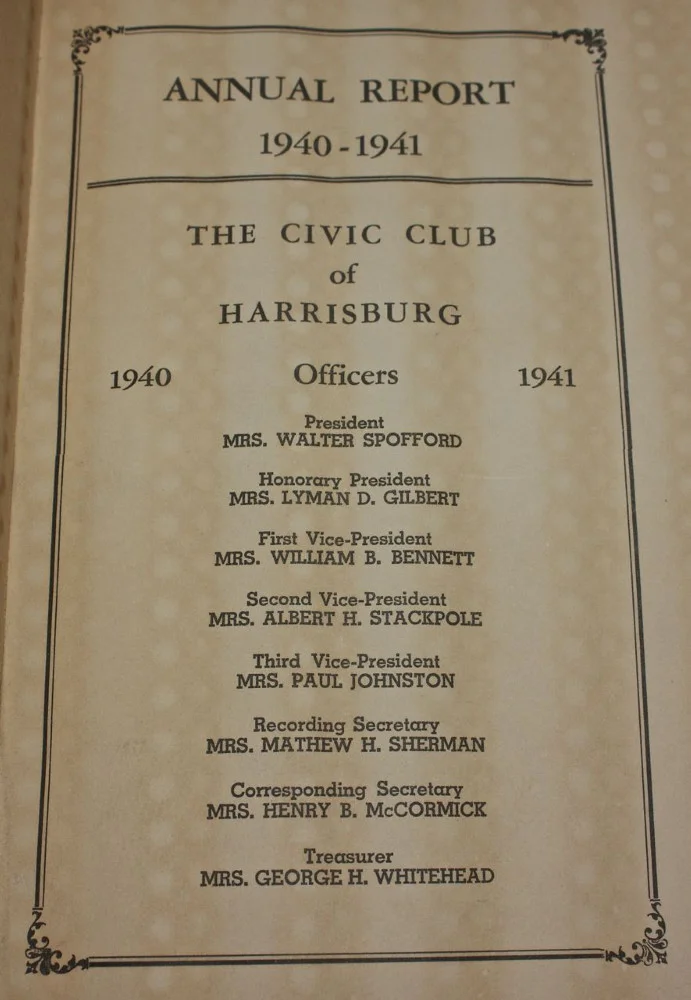 ANNUAL REPORT
1940-1941
THE CIVIC CLUB
of
HARRISBURG
1940 Officers 1941
President
MRS. WALTER SPOFFORD
Honorary President
MRS. LYMAN D. GILBERT
First Vice-President
MRS. WILLIAM B. BENNETT
Second Vice-President
MRS. ALBERT H. STACKPOLE
Third Vice-President
MRS. PAUL JOHNSTON
Recording Secretary
MRS. MATHEW H. SHERMAN
Corresponding Secretary
MRS. HENRY B. McCORMICK
Treasurer
MRS. GEORGE H. WHITEHEAD